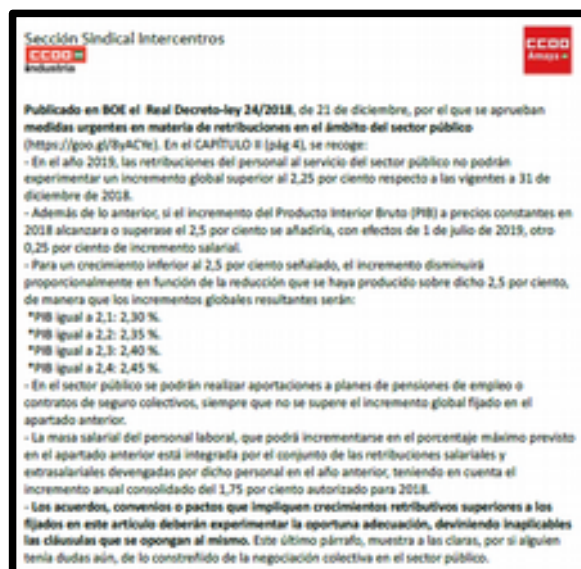 Sección Sindical Intercentros
CCOO
industria
CCOO
Amaya
Publicado en BOE el Real Decreto-ley 24/2018, de 21 de diciembre, por el que se aprueban
medidas urgentes en materia de retribuciones en el ámbito del sector público
(https://goo.gl/8yACYe). En el CAPÍTULO II (pág 4), se recoge:
- En el año 2019, las retribuciones del personal al servicio del sector público no podrán
experimentar un incremento global superior al 2,25 por ciento respecto a las vigentes a 31 de
diciembre de 2018.
- Además de lo anterior, si el incremento del Producto Interior Bruto (PIB) a precios constantes en
2018 alcanzara o superase el 2,5 por ciento se añadiría, con efectos de 1 de julio de 2019, otro
0,25 por ciento de incremento salarial.
- Para un crecimiento inferior al 2,5 por ciento señalado, el incremento disminuirá
proporcionalmente en función de la reducción que se haya producido sobre dicho 2,5 por ciento,
de manera que los incrementos globales resultantes serán:
*PIB igual a 2,1: 2,30 %.
*PIB igual a 2,2: 2,35 %.
*PIB igual a 2,3: 2,40 %.
*PIB igual a 2,4: 2,45 %.
- En el sector público se podrán realizar aportaciones a planes de pensiones de empleo o
contratos de seguro colectivos, siempre que no se supere el incremento global fijado en el
apartado anterior.
- La masa salarial del personal laboral, que podrá incrementarse en el porcentaje máximo previsto
en el apartado anterior está integrada por el conjunto de las retribuciones salariales y
extrasalariales devengadas por dicho personal en el año anterior, teniendo en cuenta el
incremento anual consolidado del 1,75 por ciento autorizado para 2018.
- Los acuerdos, convenios o pactos que impliquen crecimientos retributivos superiores a los
fijados en este artículo deberán experimentar la oportuna adecuación, deviniendo inaplicables
las cláusulas que se opongan al mismo. Este último párrafo, muestra a las claras, por si alguien
tenía dudas aún, de lo constreñido de la negociación colectiva en el sector público.